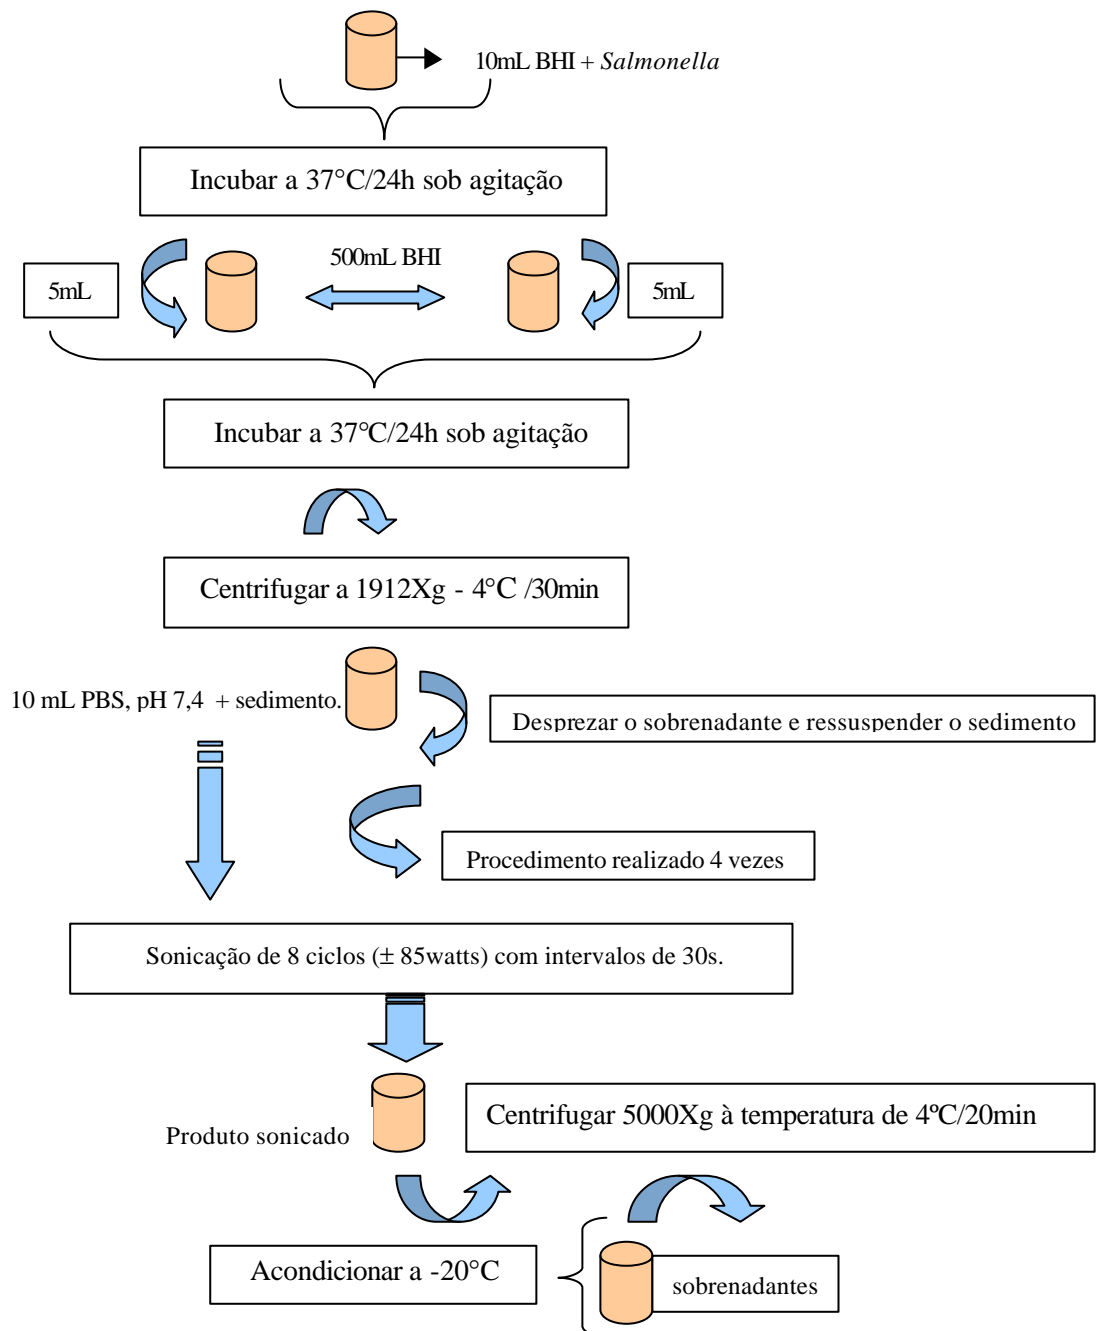 10mL BHI + Salmonella
Incubar a 37°C/24h sob agitação
500mL BHI
5mL
5mL
Incubar a 37°C/24h sob agitação
Centrifugar a 1912Xg - 4°C /30min
10 mL PBS, pH 7,4 + sedimento.
Desprezar o sobrenadante e ressuspender o sedimento
Procedimento realizado 4 vezes
Sonicação de 8 ciclos (± 85watts) com intervalos de 30s.
Centrifugar 5000Xg à temperatura de 4ºC/20min
Produto sonicado
Acondicionar a -20°C
sobrenadantes